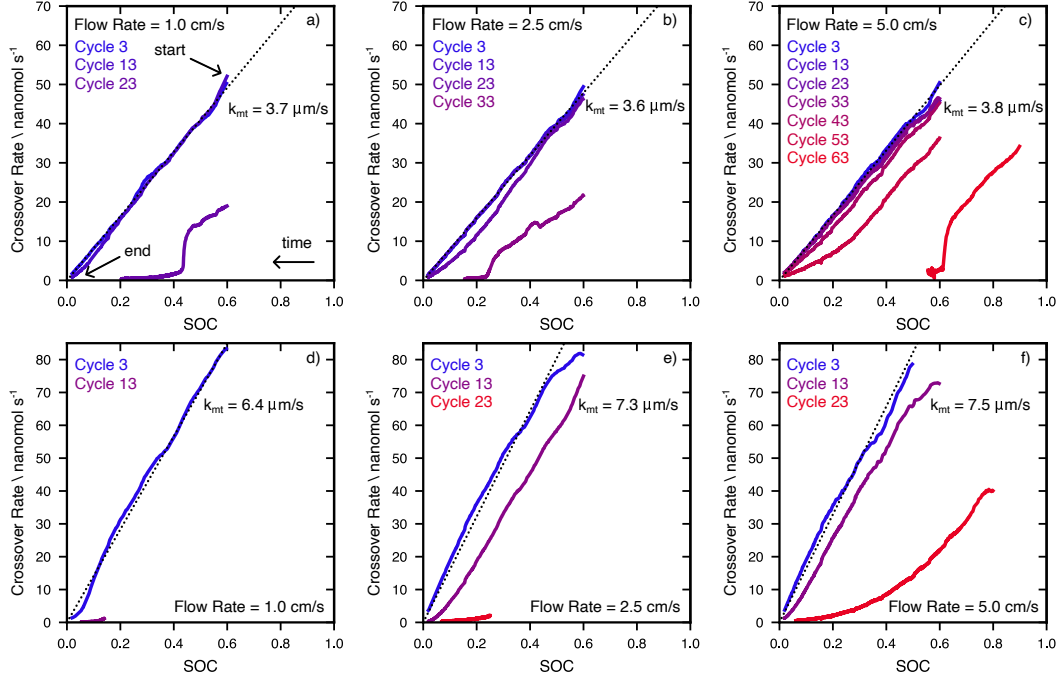 a)
Flow Rate = 1.0 cm/s
Cycle 3
Cycle 13
Cycle 23
start
k_mt = 3.7 μm/s
end
time
Crossover Rate \ nanomol s⁻¹
0
10
20
30
40
50
60
70
0.0
0.2
0.4
0.6
0.8
1.0
SOC
b)
Flow Rate = 2.5 cm/s
Cycle 3
Cycle 13
Cycle 23
Cycle 33
k_mt = 3.6 μm/s
Crossover Rate \ nanomol s⁻¹
0
10
20
30
40
50
60
70
0.0
0.2
0.4
0.6
0.8
1.0
SOC
c)
Flow Rate = 5.0 cm/s
Cycle 3
Cycle 13
Cycle 23
Cycle 33
Cycle 43
Cycle 53
Cycle 63
k_mt = 3.8 μm/s
Crossover Rate \ nanomol s⁻¹
0
10
20
30
40
50
60
70
0.0
0.2
0.4
0.6
0.8
1.0
SOC
d)
Cycle 3
Cycle 13
k_mt = 6.4 μm/s
Flow Rate = 1.0 cm/s
Crossover Rate \ nanomol s⁻¹
0
10
20
30
40
50
60
70
80
0.0
0.2
0.4
0.6
0.8
1.0
SOC
e)
Cycle 3
Cycle 13
Cycle 23
k_mt = 7.3 μm/s
Flow Rate = 2.5 cm/s
Crossover Rate \ nanomol s⁻¹
0
10
20
30
40
50
60
70
80
0.0
0.2
0.4
0.6
0.8
1.0
SOC
f)
Cycle 3
Cycle 13
Cycle 23
k_mt = 7.5 μm/s
Flow Rate = 5.0 cm/s
Crossover Rate \ nanomol s⁻¹
0
10
20
30
40
50
60
70
80
0.0
0.2
0.4
0.6
0.8
1.0
SOC